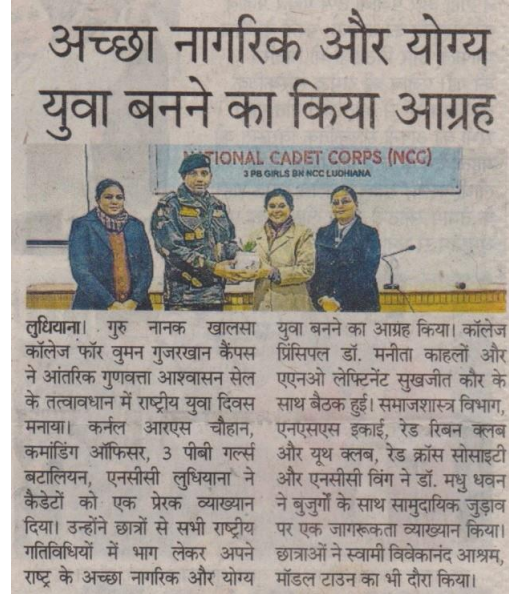 अच्छा नागरिक और योग्य
युवा बनने का किया आग्रह
NATIONAL CADET CORPS (NCC)
3 PB GIRLS BN NCC LUDHIANA
लुधियाना। गुरु नानक खालसा
कॉलेज फॉर वुमन गुजरखान कैंपस
ने आंतरिक गुणवत्ता आश्वासन सेल
के तत्वावधान में राष्ट्रीय युवा दिवस
मनाया। कर्नल आरएस चौहान,
कमांडिंग ऑफिसर, 3 पीबी गर्ल्स
बटालियन, एनसीसी लुधियाना ने
कैडेटों को एक प्रेरक व्याख्यान
दिया। उन्होंने छात्रों से सभी राष्ट्रीय
गतिविधियों में भाग लेकर अपने
राष्ट्र के अच्छा नागरिक और योग्य
युवा बनने का आग्रह किया। कॉलेज
प्रिंसिपल डॉ. मनीता काहलों और
एएनओ लेफ्टिनेंट सुखजीत कौर के
साथ बैठक हुई। समाजशास्त्र विभाग,
एनएसएस इकाई, रेड रिबन क्लब
और यूथ क्लब, रेड क्रॉस सोसाइटी
और एनसीसी विंग ने डॉ. मधु धवन
ने बुजुर्गों के साथ सामुदायिक जुड़ाव
पर एक जागरूकता व्याख्यान किया।
छात्राओं ने स्वामी विवेकानंद आश्रम,
मॉडल टाउन का भी दौरा किया।